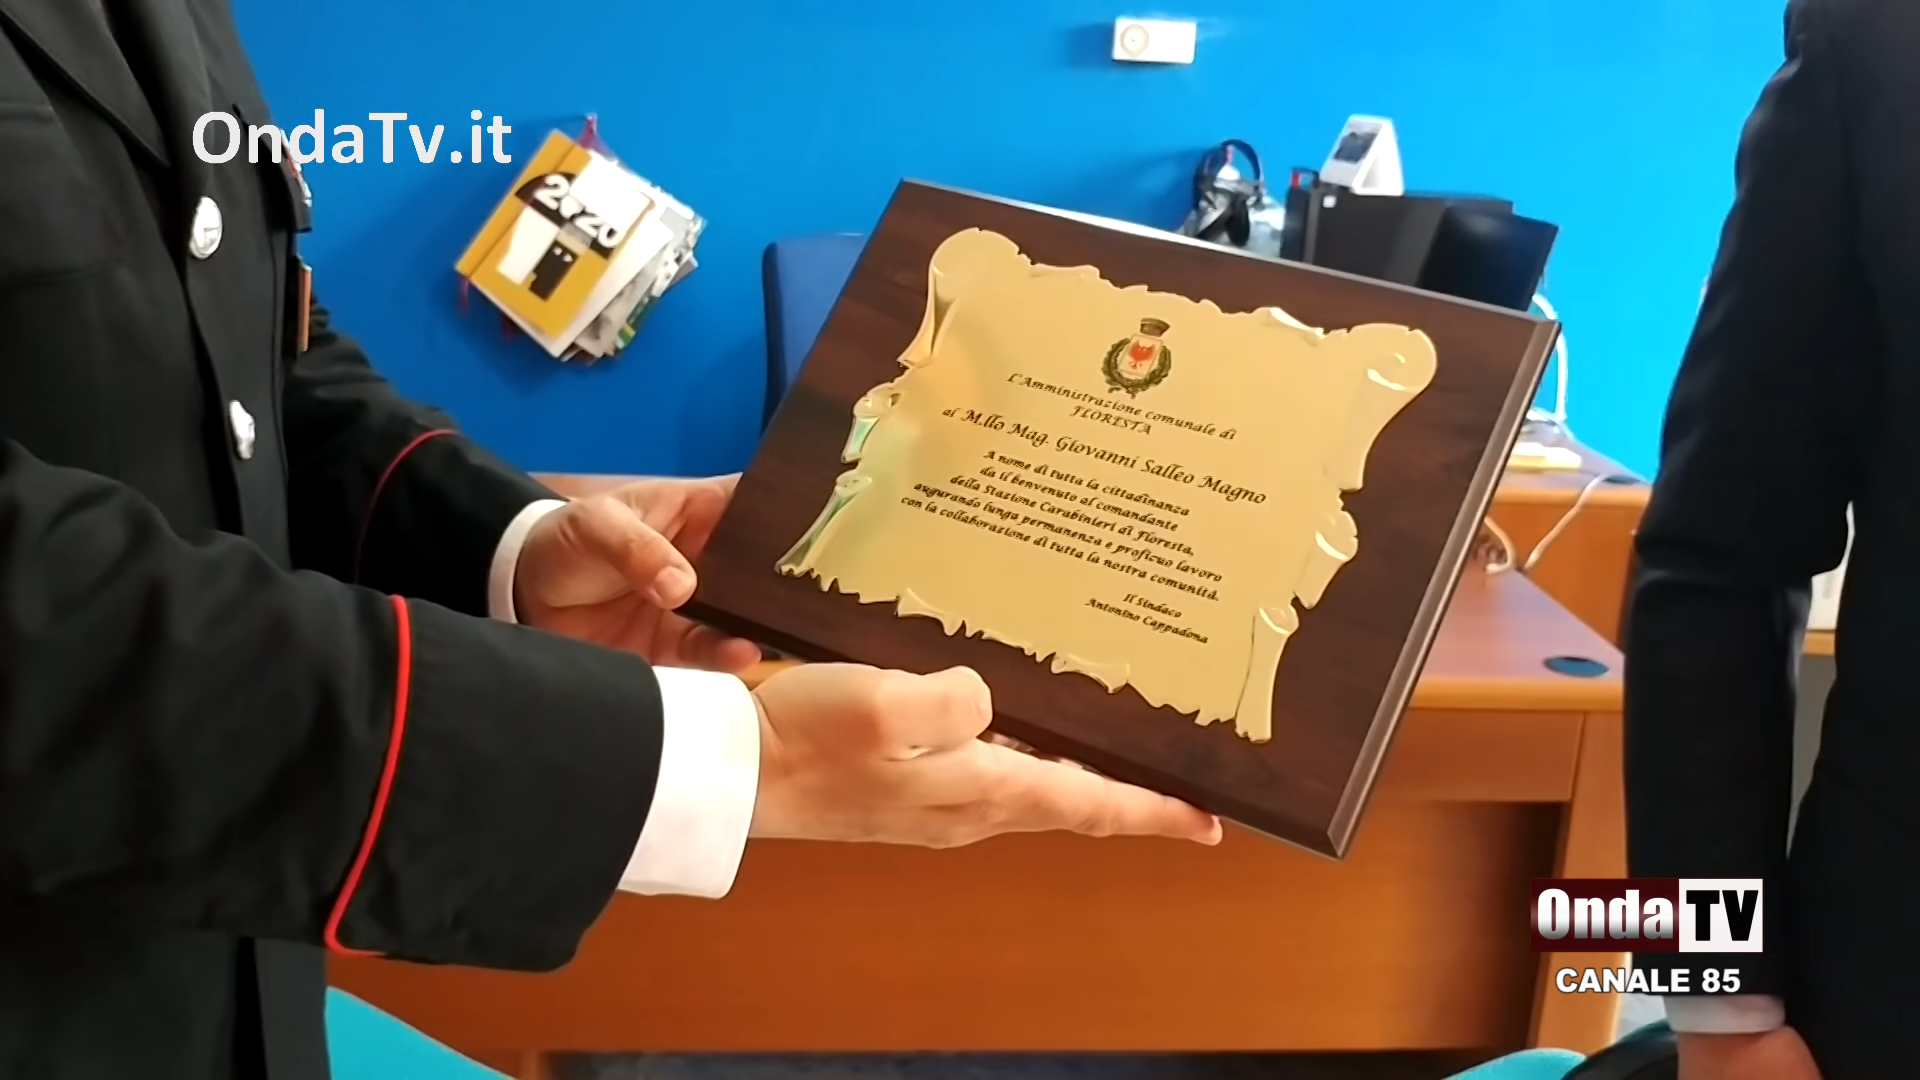 OndaTv.it
2020
L'Amministrazione comunale di
FLORESTA
al M.llo Mag. Giovanni Salleo Magno
A nome di tutta la cittadinanza
da il benvenuto al comandante
della Stazione Carabinieri di Floresta,
augurando lunga permanenza e proficuo lavoro
con la collaborazione di tutta la nostra comunità.
Il Sindaco
Antonino Cappadona
Onda TV
CANALE 85